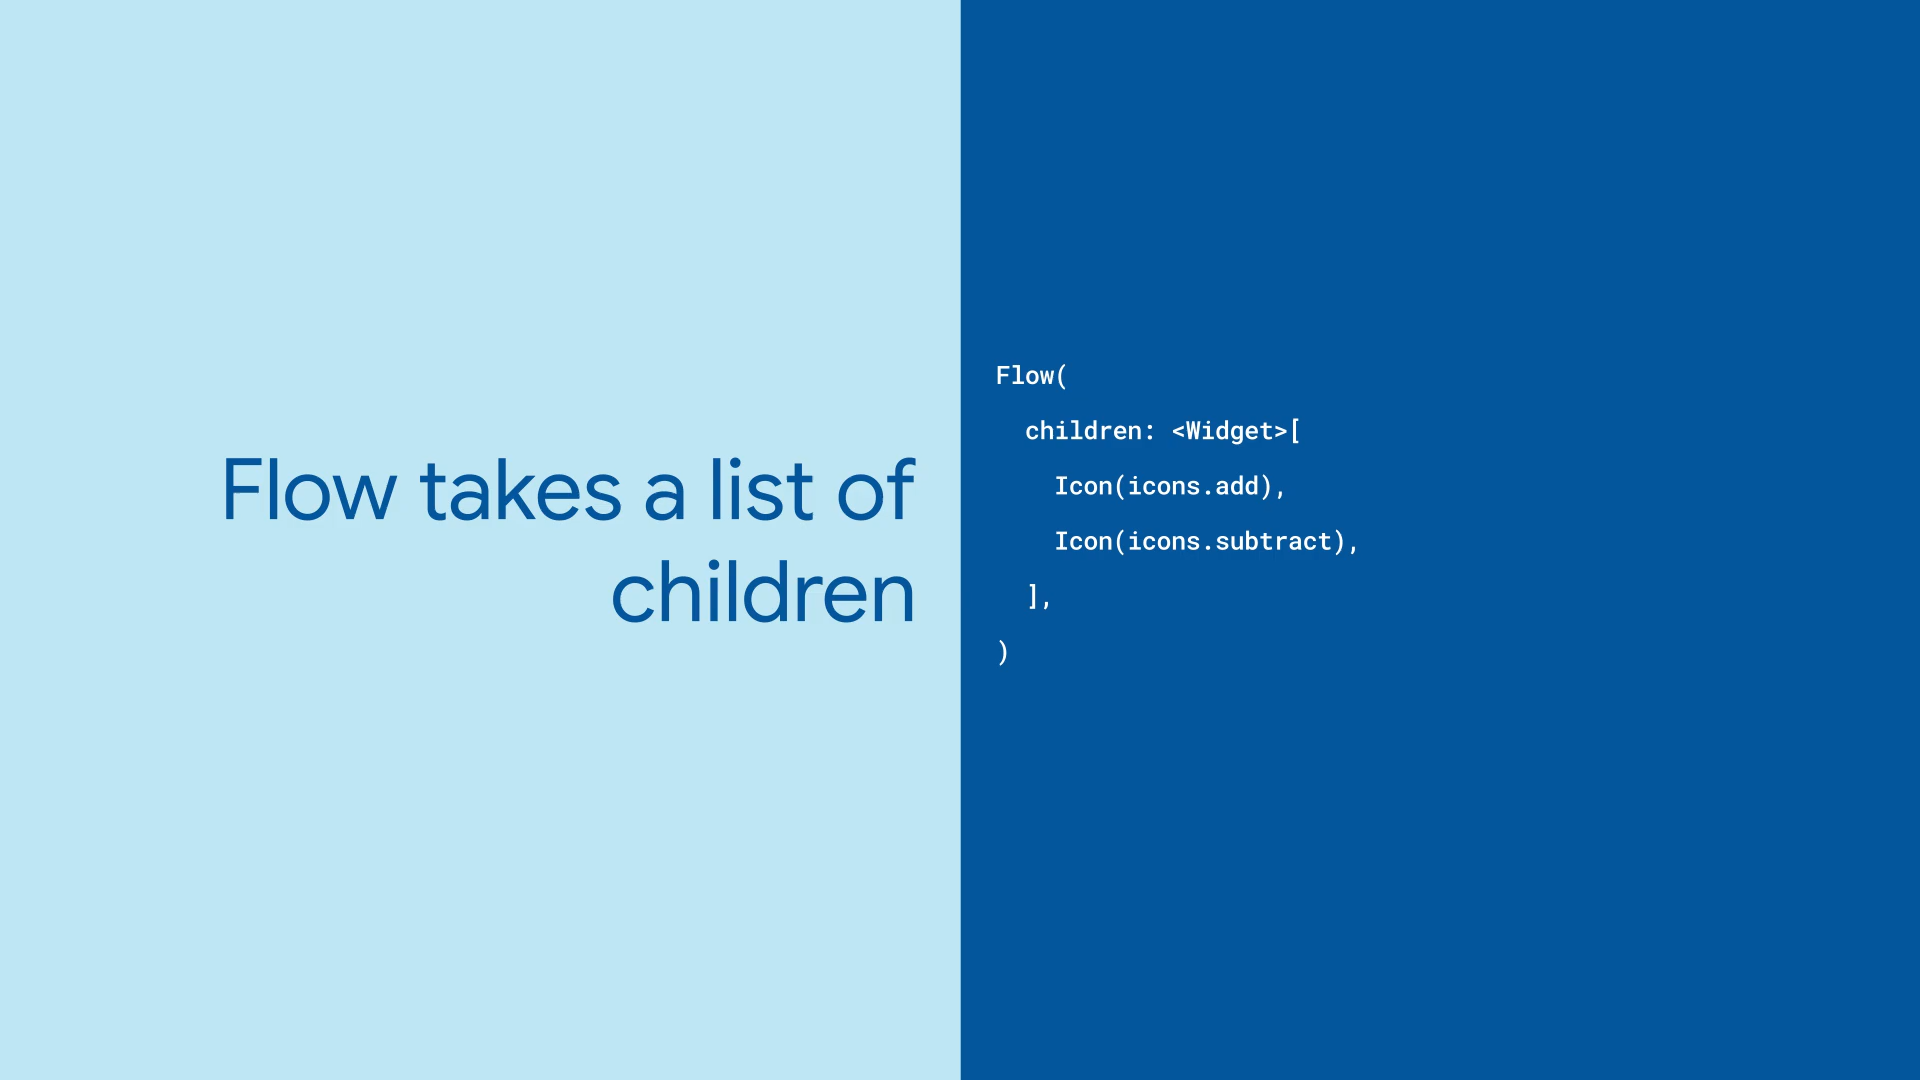 Flow takes a list of
children
Flow(
  children: <Widget>[
    Icon(icons.add),
    Icon(icons.subtract),
  ],
)